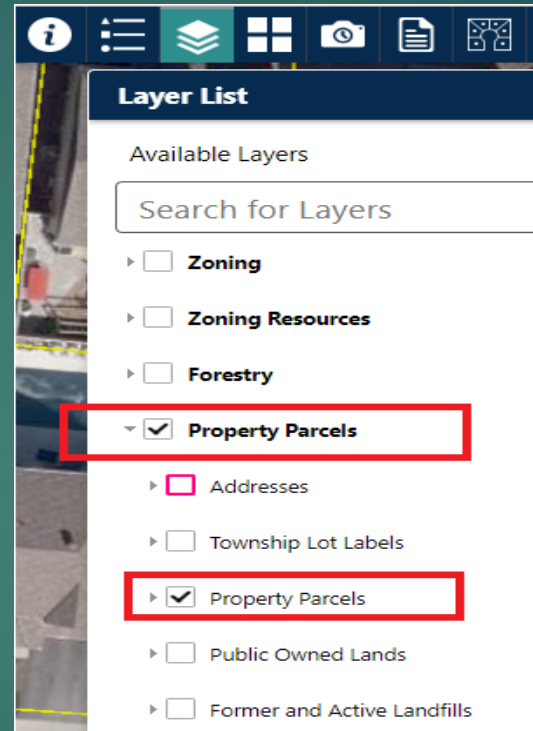 Layer List
Available Layers
Search for Layers
Zoning
Zoning Resources
Forestry
Property Parcels
Addresses
Township Lot Labels
Property Parcels
Public Owned Lands
Former and Active Landfills